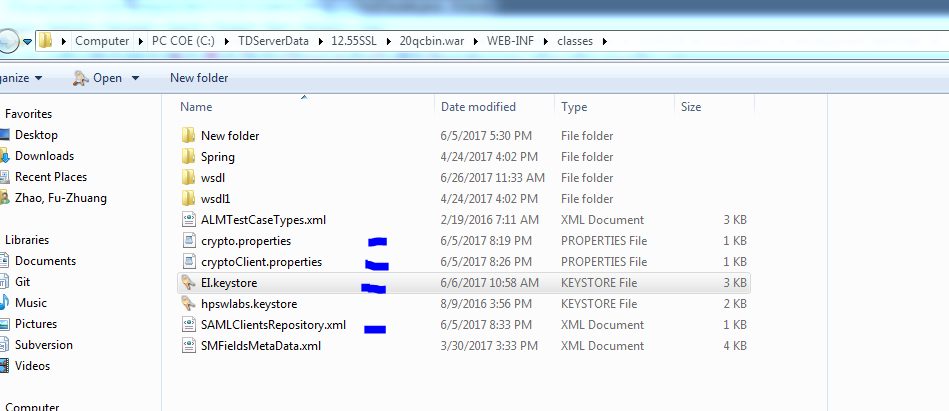 Computer PC COE (C:) TDServerData 12.55SSL 20qcbin.war WEB-INF classes
anize Open New folder
Name Date modified Type Size
Favorites
Desktop
Downloads
Recent Places
Zhao, Fu-Zhuang
Libraries
Documents
Git
Music
Pictures
Subversion
Videos
Computer
New folder 6/5/2017 5:30 PM File folder
Spring 4/24/2017 4:02 PM File folder
wsdl 6/26/2017 11:33 AM File folder
wsdl1 4/24/2017 4:02 PM File folder
ALMTestCaseTypes.xml 2/19/2016 7:11 AM XML Document 3 KB
crypto.properties 6/5/2017 8:19 PM PROPERTIES File 1 KB
cryptoClient.properties 6/5/2017 8:26 PM PROPERTIES File 1 KB
EI.keystore 6/6/2017 10:58 AM KEYSTORE File 3 KB
hpswlabs.keystore 8/9/2016 3:56 PM KEYSTORE File 3 KB
SAMLClientsRepository.xml 6/5/2017 8:33 PM XML Document 1 KB
SMFieldsMetaData.xml 3/30/2017 3:33 PM XML Document 4 KB